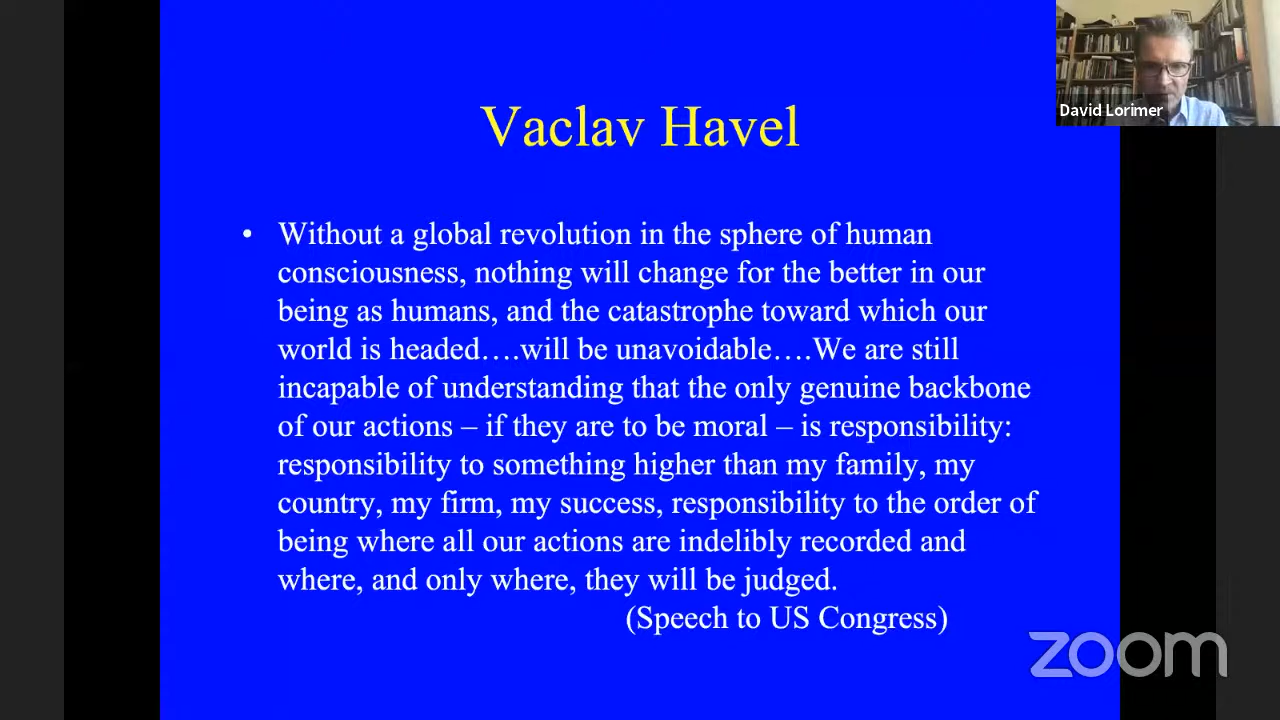 David Lorimer
Vaclav Havel
• Without a global revolution in the sphere of human
consciousness, nothing will change for the better in our
being as humans, and the catastrophe toward which our
world is headed….will be unavoidable….We are still
incapable of understanding that the only genuine backbone
of our actions – if they are to be moral – is responsibility:
responsibility to something higher than my family, my
country, my firm, my success, responsibility to the order of
being where all our actions are indelibly recorded and
where, and only where, they will be judged.
(Speech to US Congress)
zoom